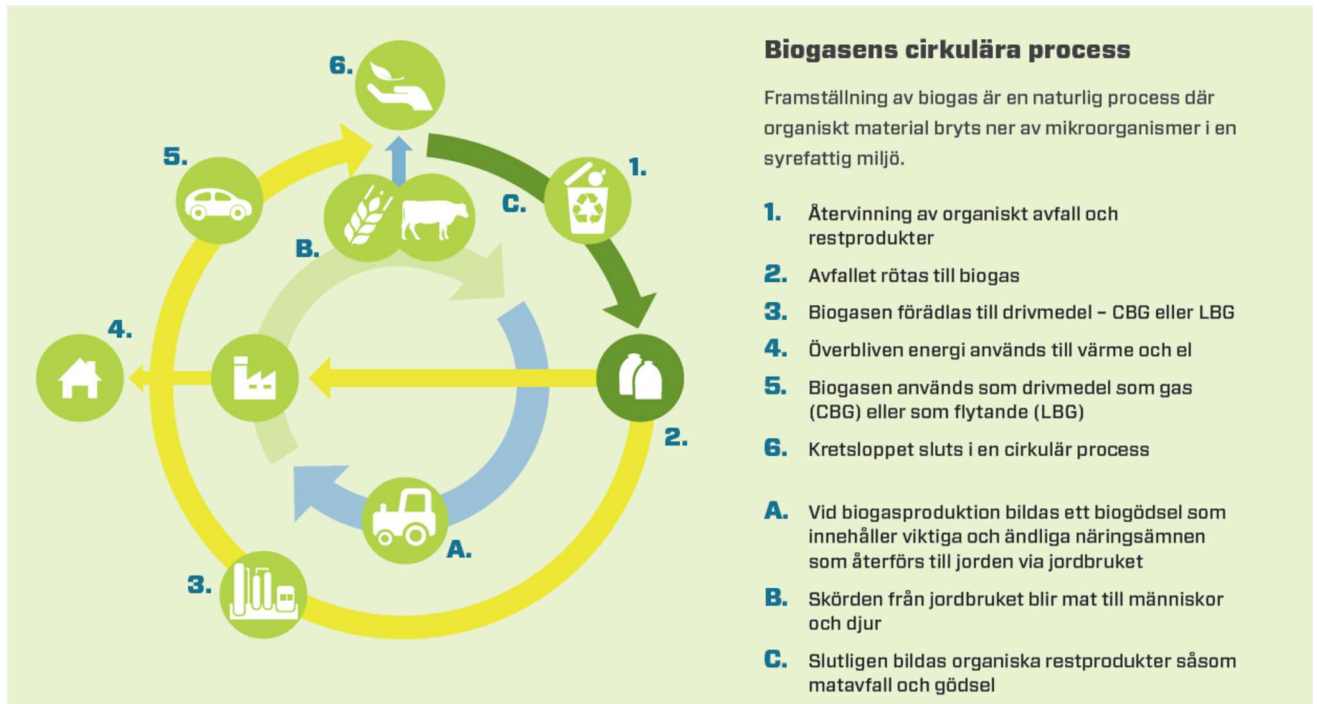 Biogasens cirkulära process
Framställning av biogas är en naturlig process där
organiskt material bryts ner av mikroorganismer i en
syrefattig miljö.
1. Återvinning av organiskt avfall och
restprodukter
2. Avfallet rötas till biogas
3. Biogasen förädlas till drivmedel – CBG eller LBG
4. Överbliven energi används till värme och el
5. Biogasen används som drivmedel som gas
(CBG) eller som flytande (LBG)
6. Kretsloppet sluts i en cirkulär process
A. Vid biogasproduktion bildas ett biogödsel som
innehåller viktiga och ändliga näringsämnen
som återförs till jorden via jordbruket
B. Skörden från jordbruket blir mat till människor
och djur
C. Slutligen bildas organiska restprodukter såsom
matavfall och gödsel
6.
5.
1.
C.
B.
4.
2.
A.
3.